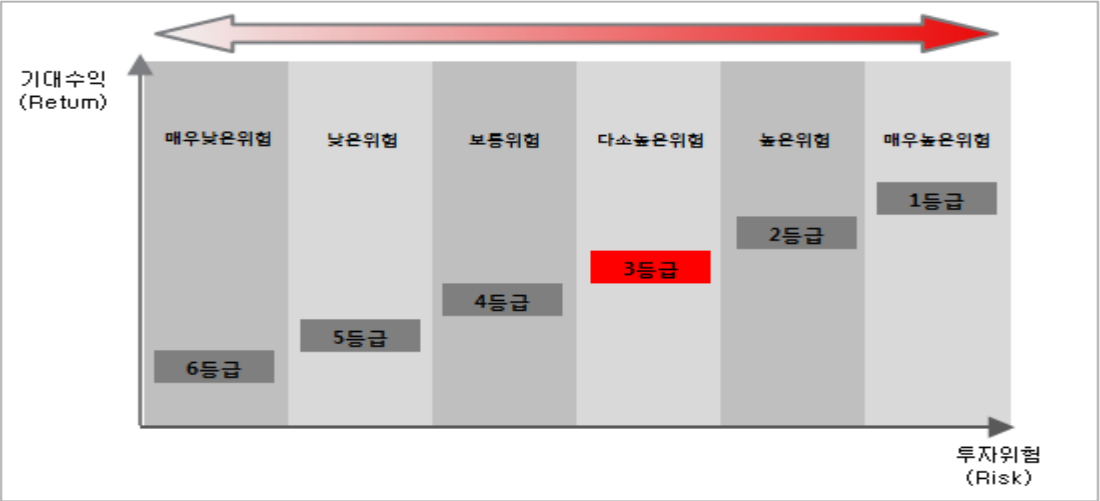 기대수익
(Retum)
매우낮은위험
낮은위험
보통위험
다소높은위험
높은위험
매우높은위험
1등급
2등급
3등급
4등급
5등급
6등급
투자위험
(Risk)